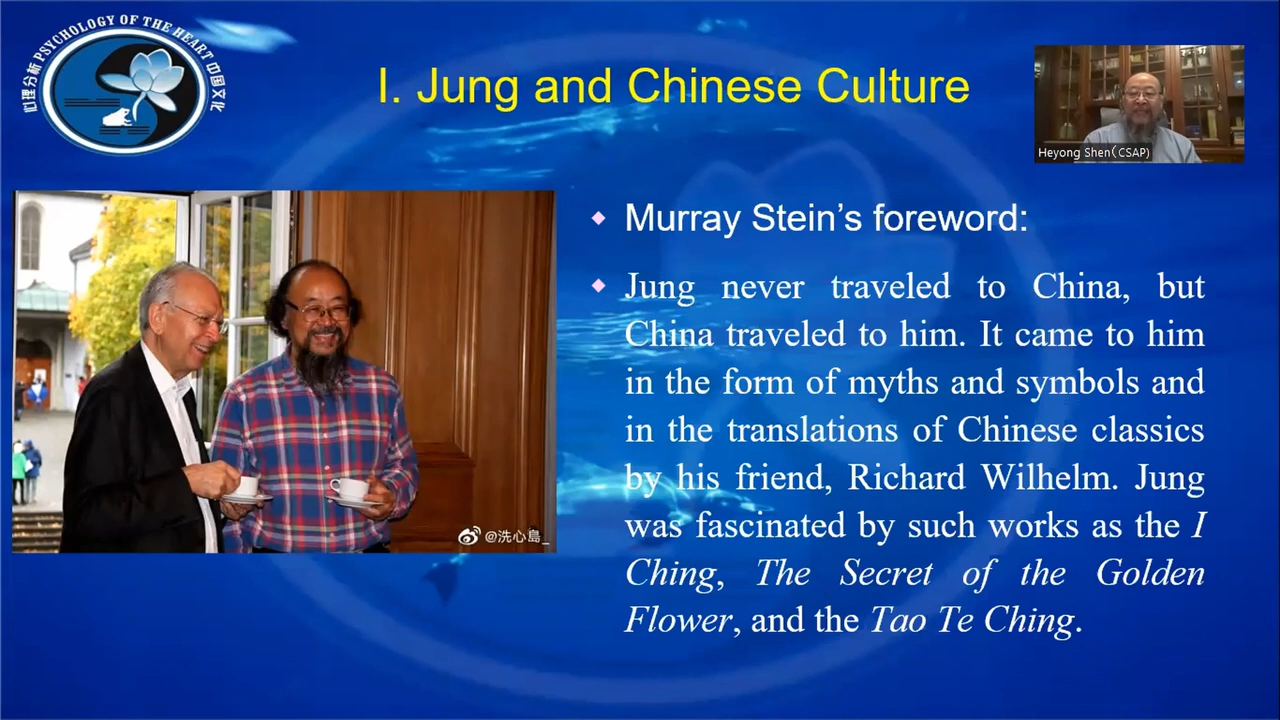 心理分析 PSYCHOLOGY OF THE HEART 中国文化
I. Jung and Chinese Culture
Heyong Shen(CSAP)
Murray Stein’s foreword:
Jung never traveled to China, but
China traveled to him. It came to him
in the form of myths and symbols and
in the translations of Chinese classics
by his friend, Richard Wilhelm. Jung
was fascinated by such works as the I
Ching, The Secret of the Golden
Flower, and the Tao Te Ching.
@洗心島_